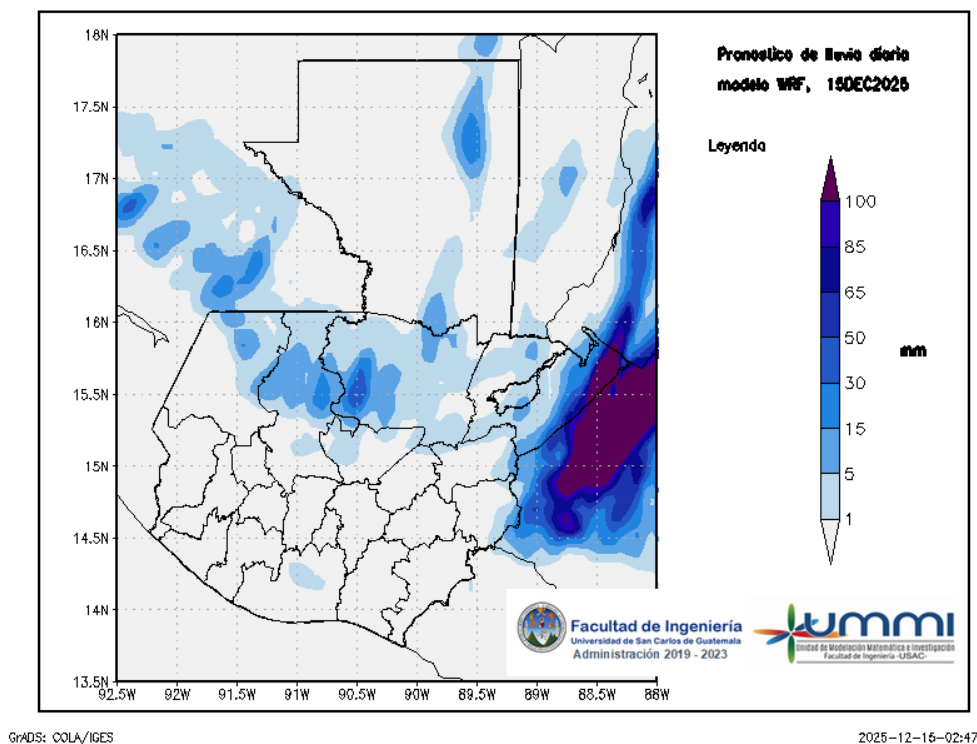 Pronostico de lluvia diaria
modelo WRF, 15DEC2025
Leyenda
18N
17.5N
17N
16.5N
16N
15.5N
15N
14.5N
14N
13.5N
92.5W
92W
91.5W
91W
90.5W
90W
89.5W
89W
88.5W
88W
100
85
65
50
30
15
5
1
mm
Facultad de Ingeniería
Universidad de San Carlos de Guatemala
Administración 2019 - 2023
UMMI
Unidad de Modelación Matemática e Investigación
Facultad de Ingeniería -USAC-
GrADS: COLA/IGES
2025-12-15-02:47